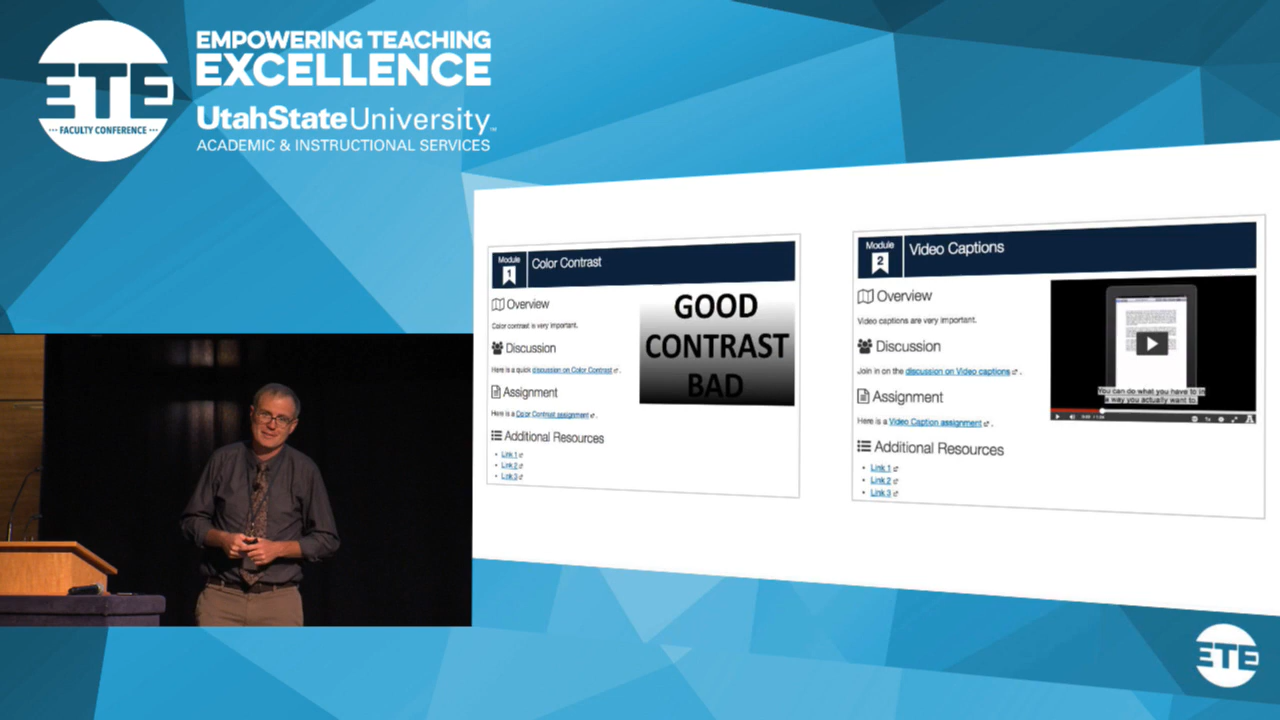 ETE
FACULTY CONFERENCE
EMPOWERING TEACHING
EXCELLENCE
UtahStateUniversity
ACADEMIC & INSTRUCTIONAL SERVICES
Module
1
Color Contrast
Overview
Color contrast is very important.
Discussion
Here is a quick discussion on Color Contrast.
Assignment
Here is a Color Contrast assignment.
Additional Resources
Link 1
Link 2
Link 3
GOOD
CONTRAST
BAD
Module
2
Video Captions
Overview
Video captions are very important.
Discussion
Join in on the discussion on Video captions.
Assignment
Here is a Video Caption assignment.
Additional Resources
Link 1
Link 2
Link 3
You can do what you have to in
a way you actually want to.
ETE